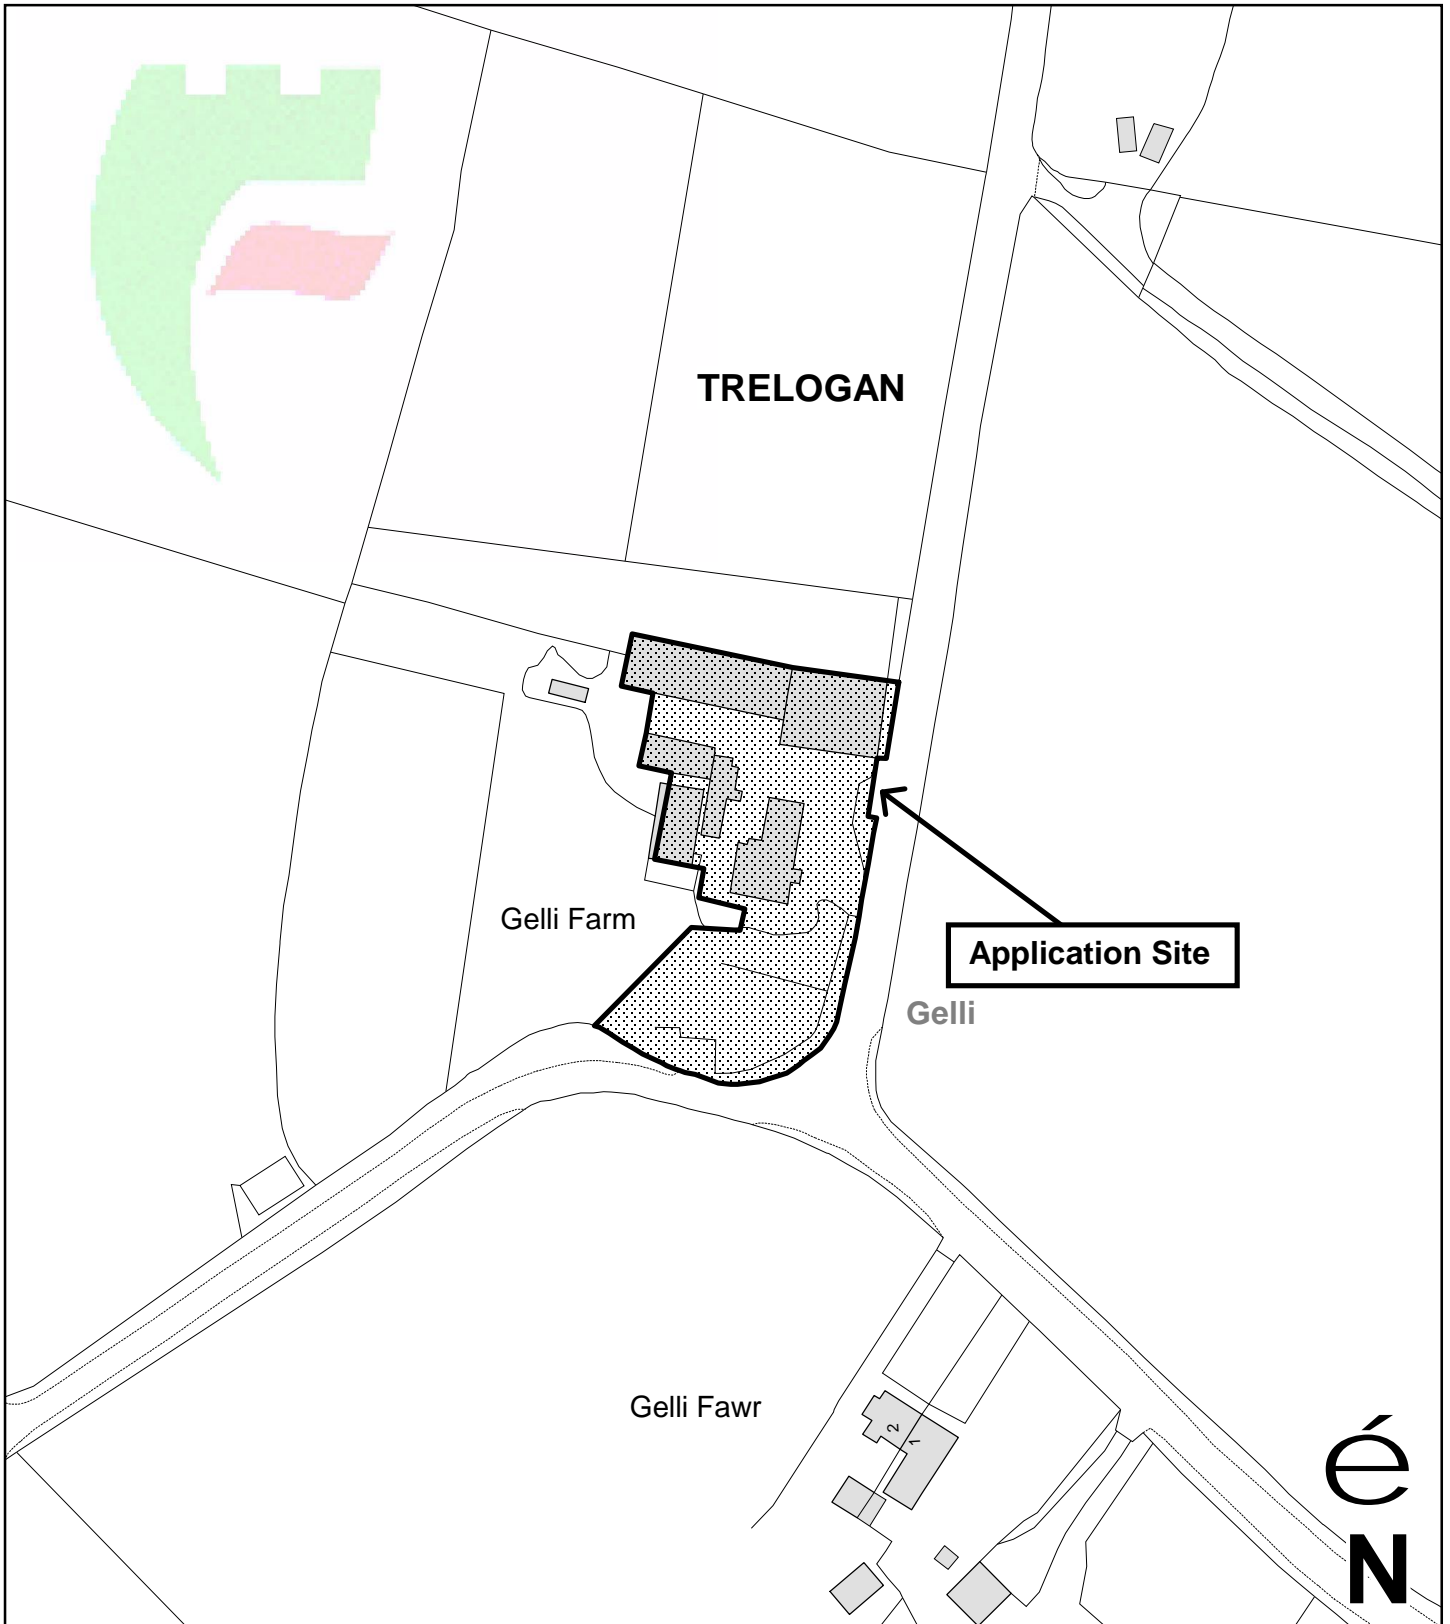 TRELOGAN
Gelli Farm
Application Site
Gelli
Gelli Fawr
2
1
é
N